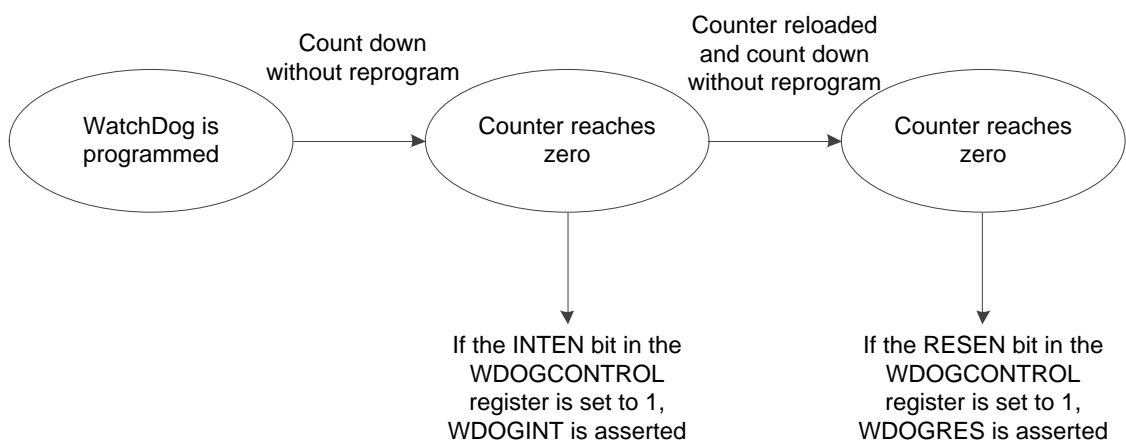 Count down
without reprogram
Counter reloaded
and count down
without reprogram
WatchDog is
programmed
Counter reaches
zero
Counter reaches
zero
If the INTEN bit in the
WDOGCONTROL
register is set to 1,
WDOGINT is asserted
If the RESEN bit in the
WDOGCONTROL
register is set to 1,
WDOGRES is asserted